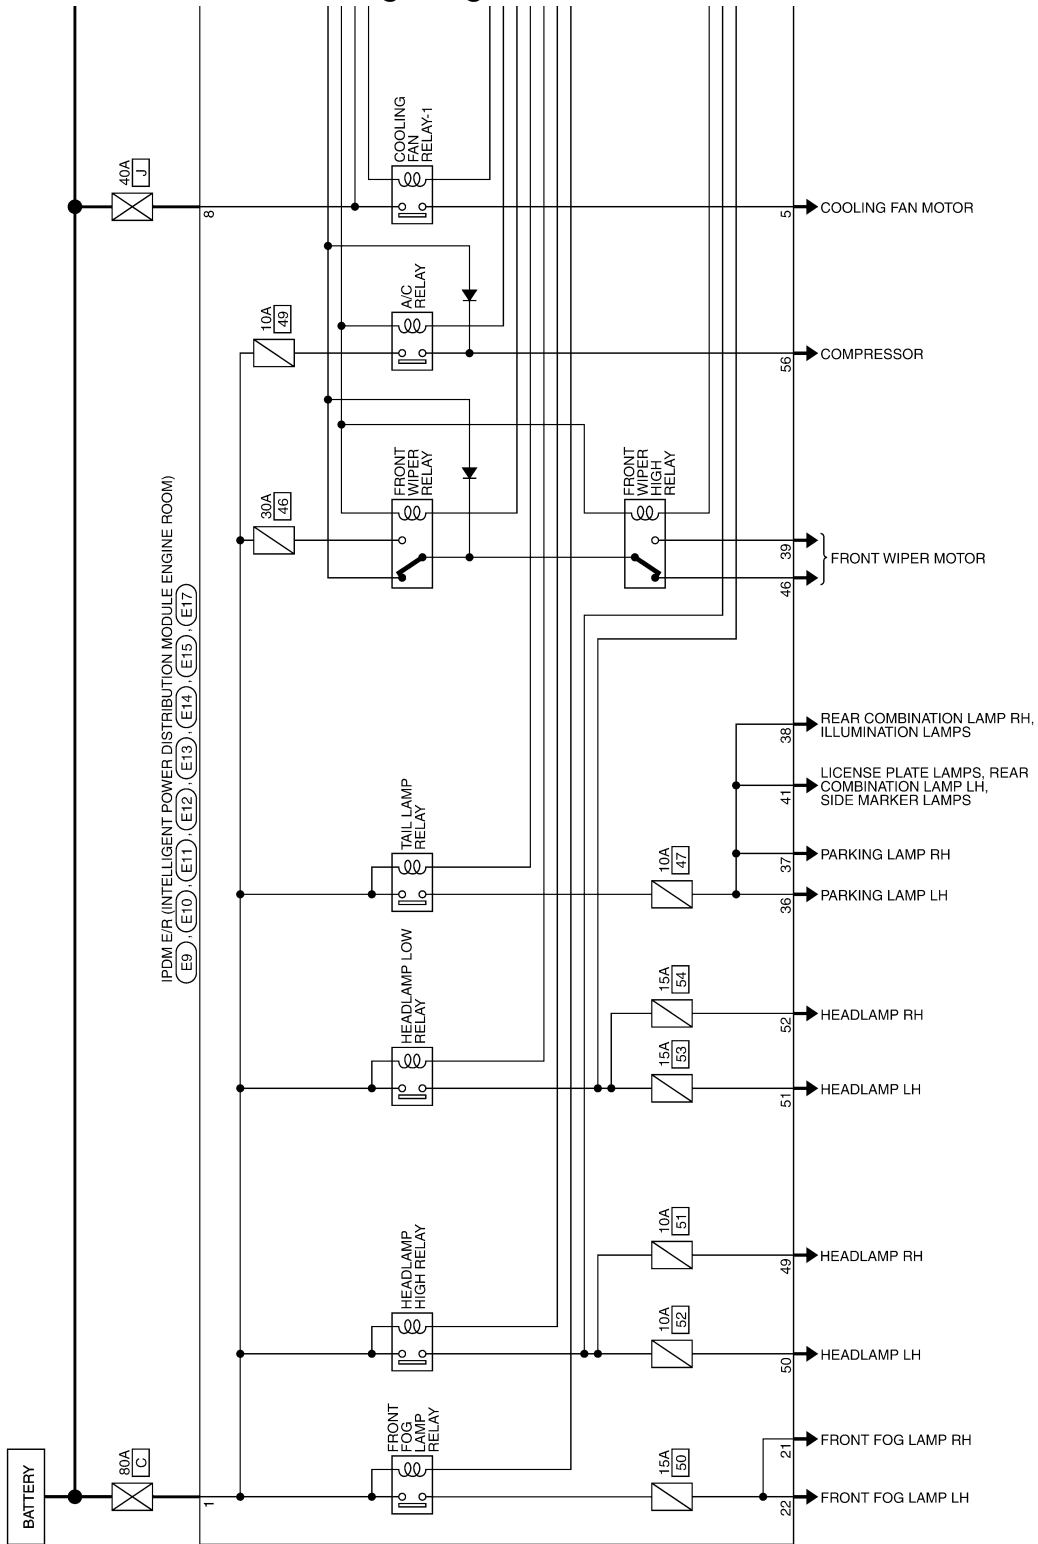 COOLING
FAN
RELAY-1
40A
J
8
5
COOLING FAN MOTOR
A/C
RELAY
10A
49
56
COMPRESSOR
FRONT
WIPER
RELAY
FRONT
WIPER
HIGH
RELAY
30A
46
39
46
FRONT WIPER MOTOR
IPDM E/R (INTELLIGENT POWER DISTRIBUTION MODULE ENGINE ROOM)
E9 , E10 , E11 , E12 , E13 , E14 , E15 , E17
38
REAR COMBINATION LAMP RH,
ILLUMINATION LAMPS
41
LICENSE PLATE LAMPS, REAR
COMBINATION LAMP LH,
SIDE MARKER LAMPS
TAIL LAMP
RELAY
10A
47
37
PARKING LAMP RH
36
PARKING LAMP LH
HEADLAMP LOW
RELAY
15A
54
52
HEADLAMP RH
15A
53
51
HEADLAMP LH
HEADLAMP
HIGH RELAY
10A
51
49
HEADLAMP RH
10A
52
50
HEADLAMP LH
FRONT
FOG
LAMP
RELAY
15A
50
21
FRONT FOG LAMP RH
22
FRONT FOG LAMP LH
BATTERY
80A
C
1